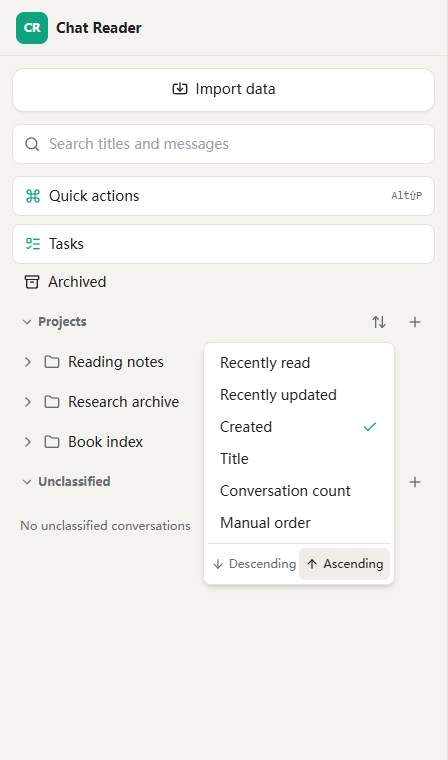 CR Chat Reader
Import data
Search titles and messages
Quick actions Alt⇧P
Tasks
Archived
Projects
Reading notes
Research archive
Book index
Unclassified
No unclassified conversations
Recently read
Recently updated
Created
Title
Conversation count
Manual order
Descending Ascending